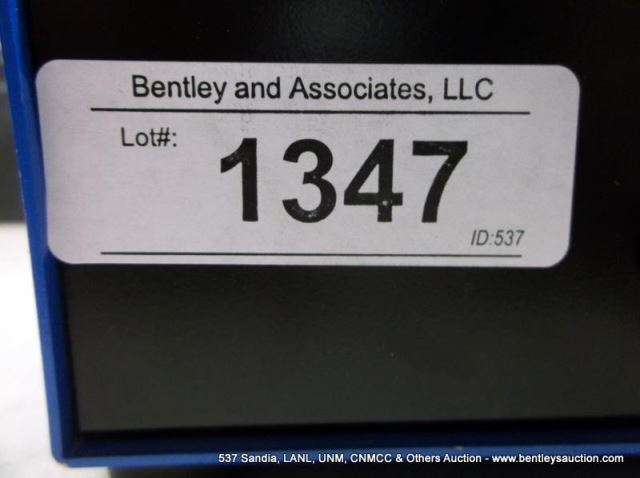 Bentley and Associates, LLC
Lot#:
1347
ID:537
537 Sandia, LANL, UNM, CNMCC & Others Auction - www.bentleysauction.com